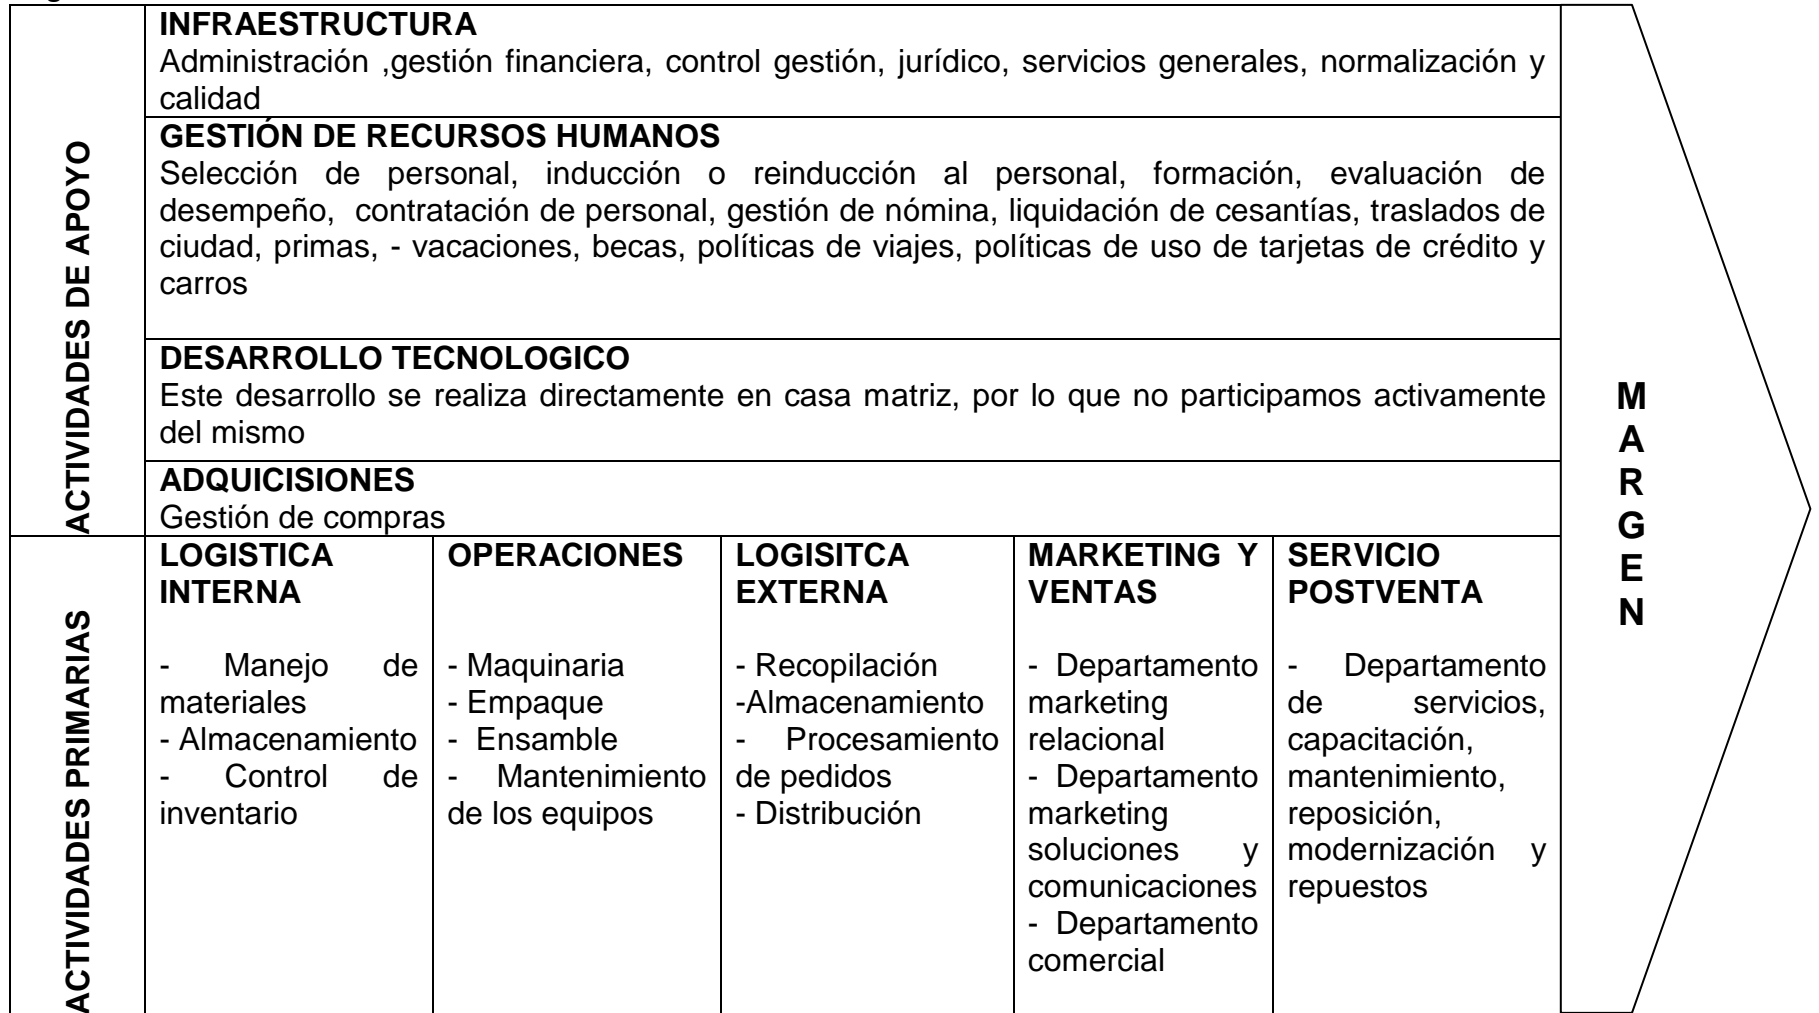 INFRAESTRUCTURA
Administración ,gestión financiera, control gestión, jurídico, servicios generales, normalización y
calidad
ACTIVIDADES DE APOYO
GESTIÓN DE RECURSOS HUMANOS
Selección de personal, inducción o reinducción al personal, formación, evaluación de
desempeño, contratación de personal, gestión de nómina, liquidación de cesantías, traslados de
ciudad, primas, - vacaciones, becas, políticas de viajes, políticas de uso de tarjetas de crédito y
carros
DESARROLLO TECNOLOGICO
Este desarrollo se realiza directamente en casa matriz, por lo que no participamos activamente
del mismo
ADQUICISIONES
Gestión de compras
ACTIVIDADES PRIMARIAS
LOGISTICA
INTERNA
- Manejo de
materiales
- Almacenamiento
- Control de
inventario
OPERACIONES
- Maquinaria
- Empaque
- Ensamble
- Mantenimiento
de los equipos
LOGISITCA
EXTERNA
- Recopilación
-Almacenamiento
- Procesamiento
de pedidos
- Distribución
MARKETING Y
VENTAS
- Departamento
marketing
relacional
- Departamento
marketing
soluciones y
comunicaciones
- Departamento
comercial
SERVICIO
POSTVENTA
- Departamento
de servicios,
capacitación,
mantenimiento,
reposición,
modernización y
repuestos
M
A
R
G
E
N